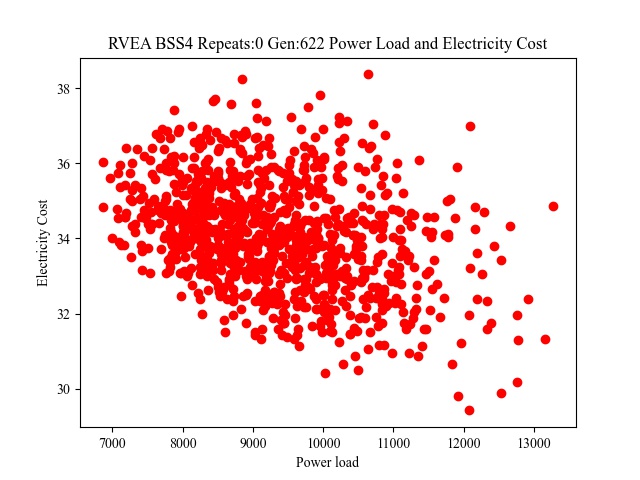 RVEA BSS4 Repeats:0 Gen:622 Power Load and Electricity Cost
38
36
34
32
30
Electricity Cost
7000 8000 9000 10000 11000 12000 13000
Power load